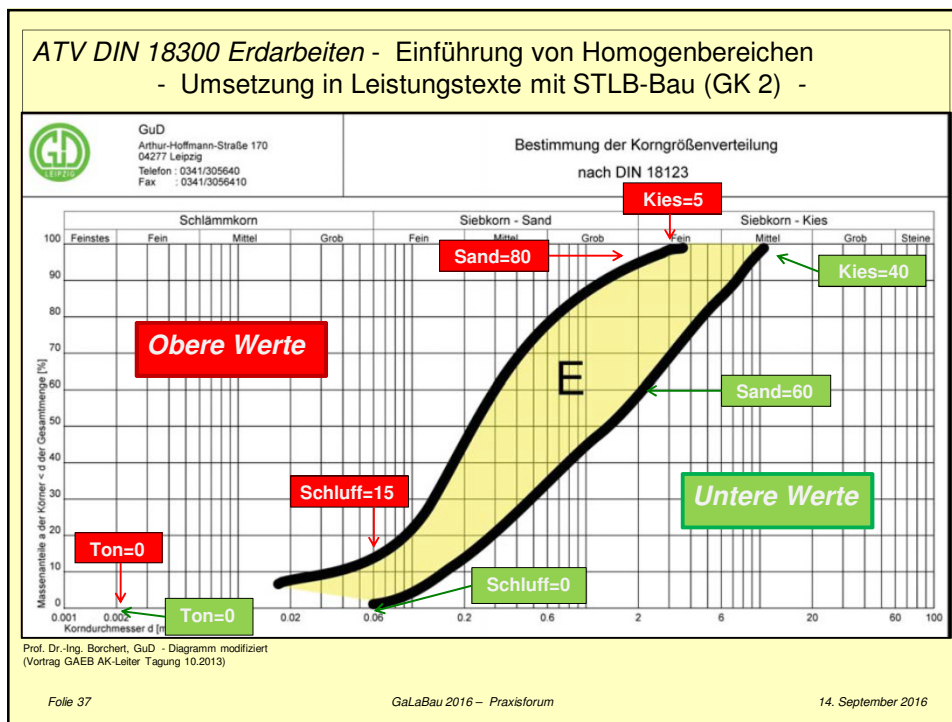 ATV DIN 18300 Erdarbeiten - Einführung von Homogenbereichen
- Umsetzung in Leistungstexte mit STLB-Bau (GK 2) -
GD
LEIPZIG
GuD
Arthur-Hoffmann-Straße 170
04277 Leipzig
Telefon : 0341/305640
Fax : 0341/3056410
Bestimmung der Korngrößenverteilung
nach DIN 18123
Kies=5
Schlämmkorn
Siebkorn - Sand
Siebkorn - Kies
Feinstes
Fein
Mittel
Grob
Fein
Mittel
Grob
Fein
Mittel
Grob
Steine
Sand=80
Kies=40
Obere Werte
E
Sand=60
Schluff=15
Untere Werte
Ton=0
Schluff=0
Ton=0
Massenanteile a der Körner < d der Gesamtmenge [%]
100
90
80
70
60
50
40
30
20
10
0
0.001
0.002
0.02
0.06
0.2
0.6
2
6
20
60
100
Korndurchmesser d
Prof. Dr.-Ing. Borchert, GuD - Diagramm modifiziert
(Vortrag GAEB AK-Leiter Tagung 10.2013)
Folie 37
GaLaBau 2016 – Praxisforum
14. September 2016